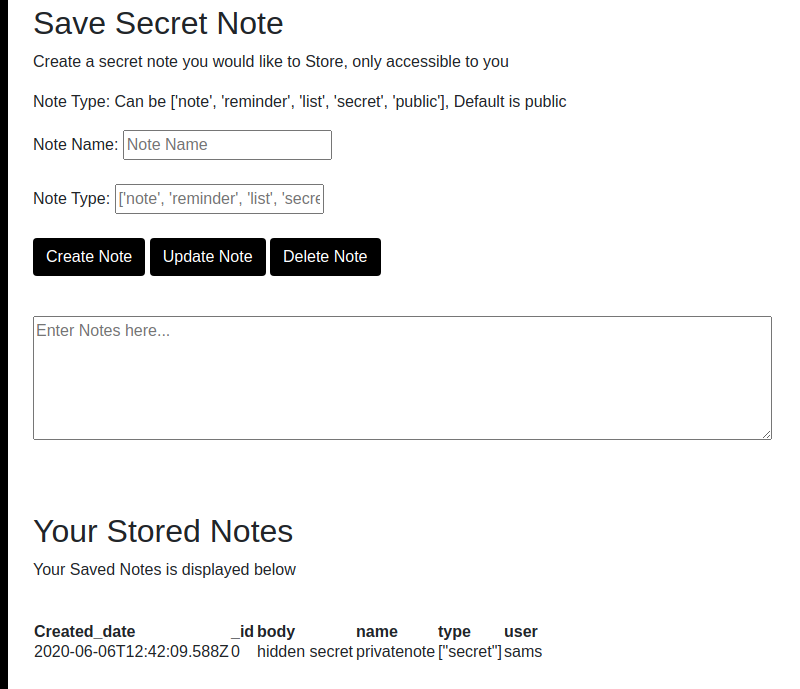 Save Secret Note
Create a secret note you would like to Store, only accessible to you
Note Type: Can be ['note', 'reminder', 'list', 'secret', 'public'], Default is public
Note Name: Note Name
Note Type: ['note', 'reminder', 'list', 'secre
Create Note Update Note Delete Note
Enter Notes here...
Your Stored Notes
Your Saved Notes is displayed below
Created_date _id body name type user
2020-06-06T12:42:09.588Z 0 hidden secret privatenote ["secret"] sams